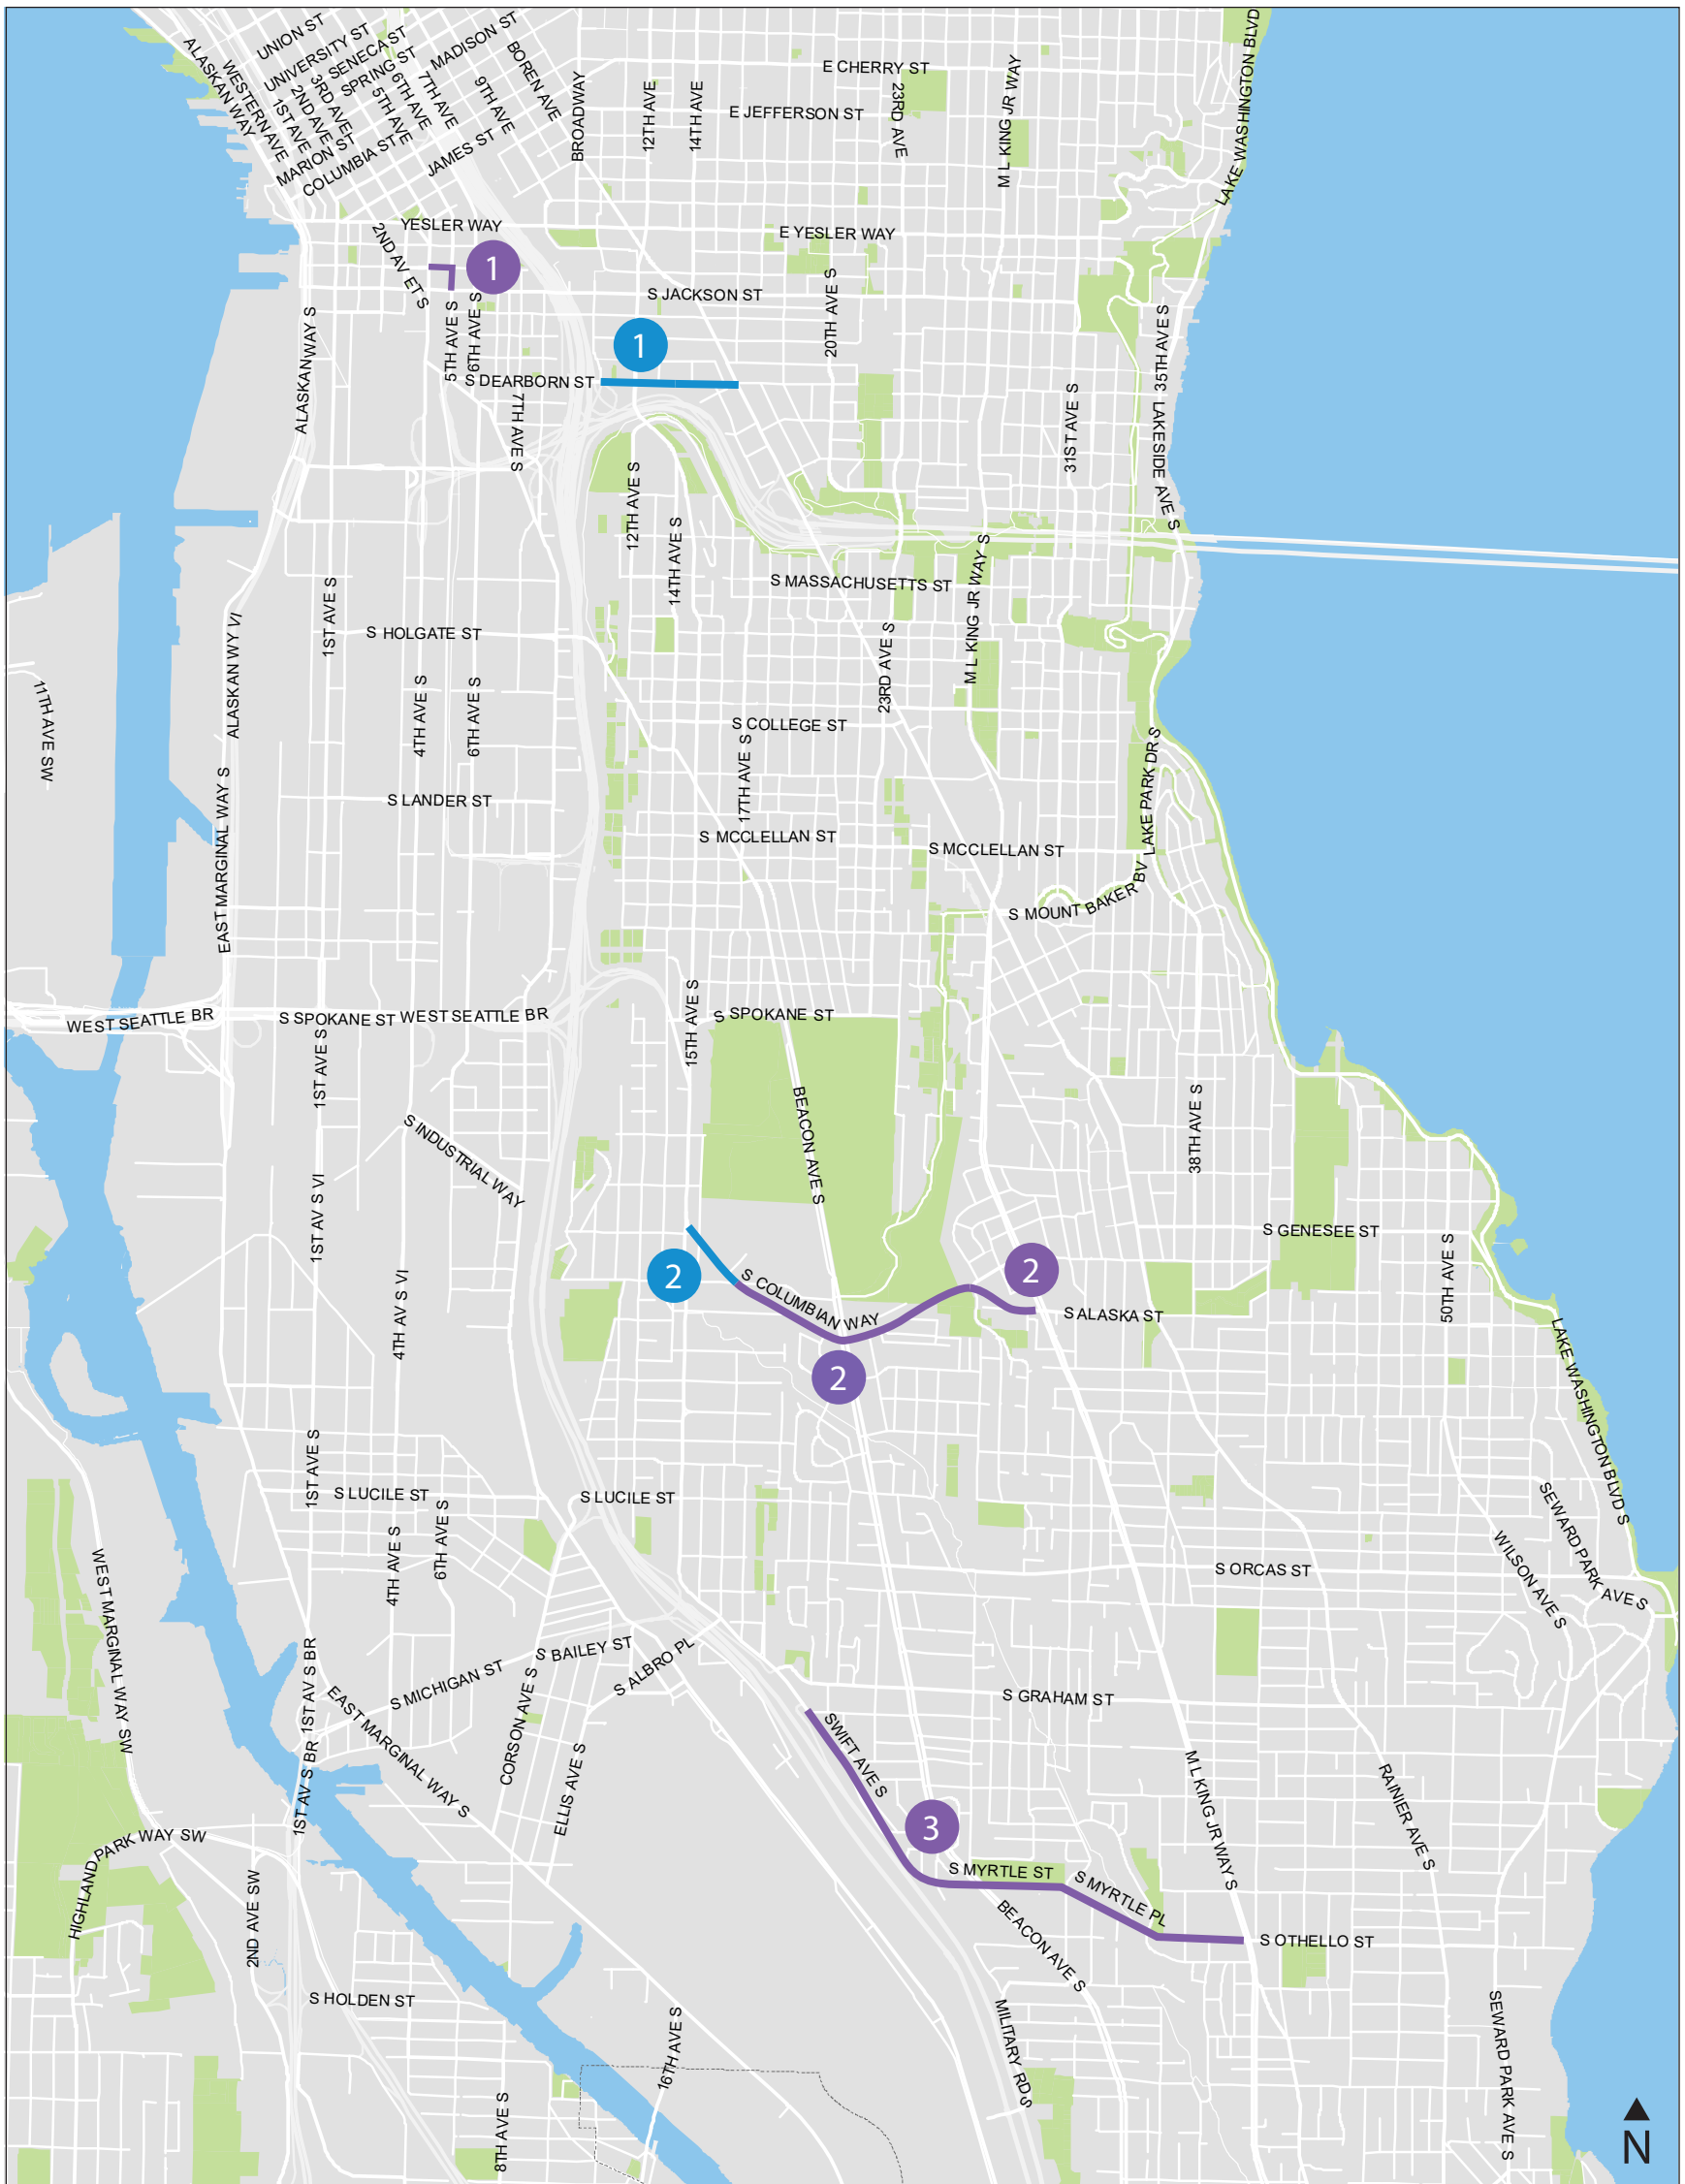 UNION ST
UNIVERSITY ST
SENECA ST
SPRING ST
MADISON ST
BOREN AVE
ALASKAN WAY
WESTERN AVE
1ST AVE
2ND AVE
3RD AVE
5TH AVE
6TH AVE
7TH AVE
9TH AVE
MARION ST
COLUMBIA ST
JAMES ST
BROADWAY
12TH AVE
14TH AVE
E CHERRY ST
E JEFFERSON ST
23RD AVE
M L KING JR WAY
LAKE WASHINGTON BLVD
YESLER WAY
E YESLER WAY
2ND AV ET S
1
S JACKSON ST
20TH AVE S
5TH AVE S
6TH AVE S
ALASKAN WAY S
1
S DEARBORN ST
7TH AVE S
31ST AVE S
35TH AVE S
LAKESIDE AVE S
12TH AVE S
14TH AVE S
S MASSACHUSETTS ST
M L KING JR WAY S
1ST AVE S
S HOLGATE ST
ALASKAN WY VI
23RD AVE S
11TH AVE SW
4TH AVE S
6TH AVE S
S COLLEGE ST
17TH AVE S
LAKE PARK DR S
S LANDER ST
EAST MARGINAL WAY S
S MCCLELLAN ST
S MCCLELLAN ST
S MOUNT BAKER BV
WEST SEATTLE BR
S SPOKANE ST
WEST SEATTLE BR
15TH AVE S
S SPOKANE ST
1ST AVE S
BEACON AVE S
38TH AVE S
S INDUSTRIAL WAY
1ST AV S VI
S GENESEE ST
50TH AVE S
2
2
S COLUMBIAN WAY
S ALASKA ST
4TH AV S VI
2
LAKE WASHINGTON BLVD S
1ST AVE S
S LUCILE ST
S LUCILE ST
4TH AVE S
6TH AVE S
SEWARD PARK AVE S
WILSON AVE S
S ORCAS ST
WEST MARGINAL WAY SW
1ST AV S BR
1ST AV S BR
S BAILEY ST
S ALBRO PL
S MICHIGAN ST
EAST MARGINAL WAY S
CORSON AVE S
ELLIS AVE S
S GRAHAM ST
SWIFT AVE S
M L KING JR WAY S
RAINIER AVE S
3
HIGHLAND PARK WAY SW
2ND AVE SW
S MYRTLE ST
S MYRTLE PL
BEACON AVE S
S OTHELLO ST
S HOLDEN ST
MILITARY RD S
16TH AVE S
8TH AVE S
SEWARD PARK AVE S
N